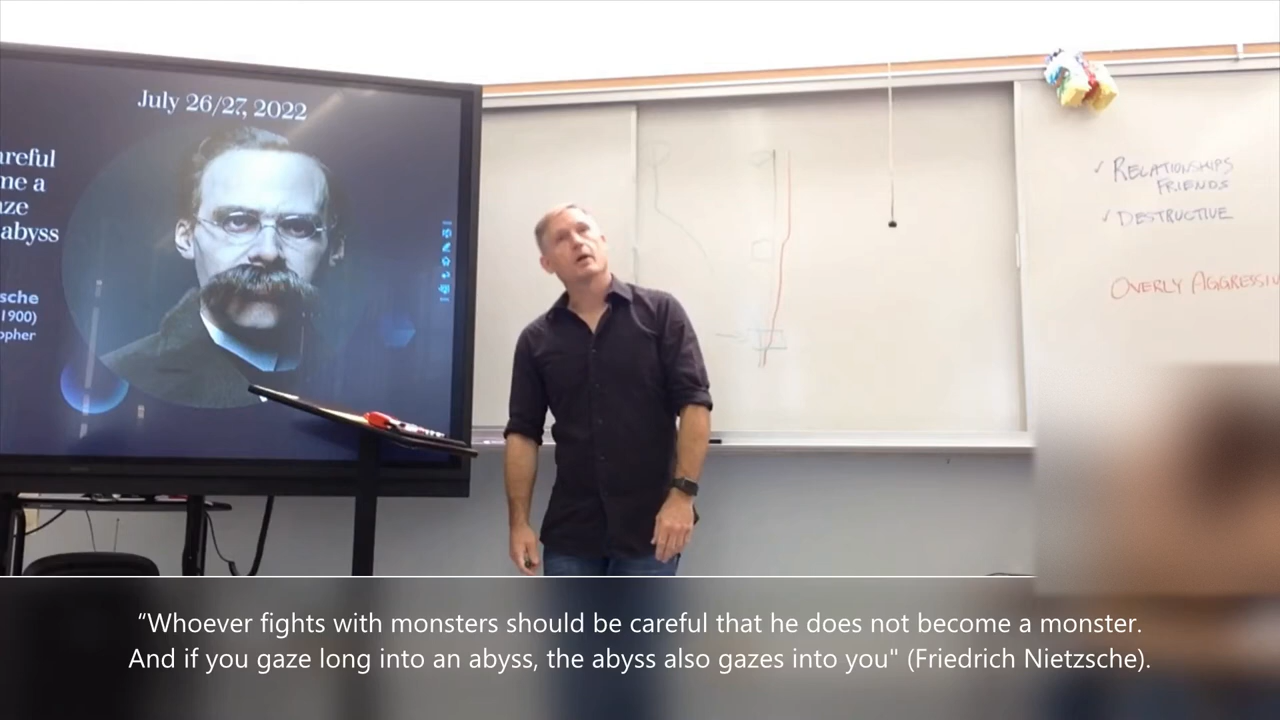 July 26/27, 2022
areful
me a
aze
abyss
sche
1900)
opher
✓ RELATIONSHIPS
FRIENDS
✓ DESTRUCTIVE
OVERLY AGGRESSIV
“Whoever fights with monsters should be careful that he does not become a monster.
And if you gaze long into an abyss, the abyss also gazes into you" (Friedrich Nietzsche).